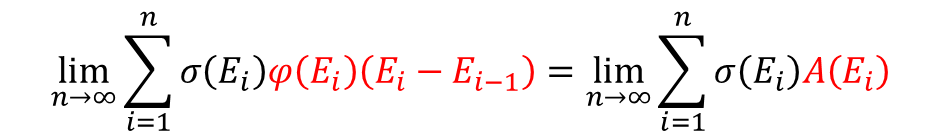 lim_{n→∞} ∑_{i=1}^{n} σ(E_i)φ(E_i)(E_i − E_{i−1}) = lim_{n→∞} ∑_{i=1}^{n} σ(E_i)A(E_i)